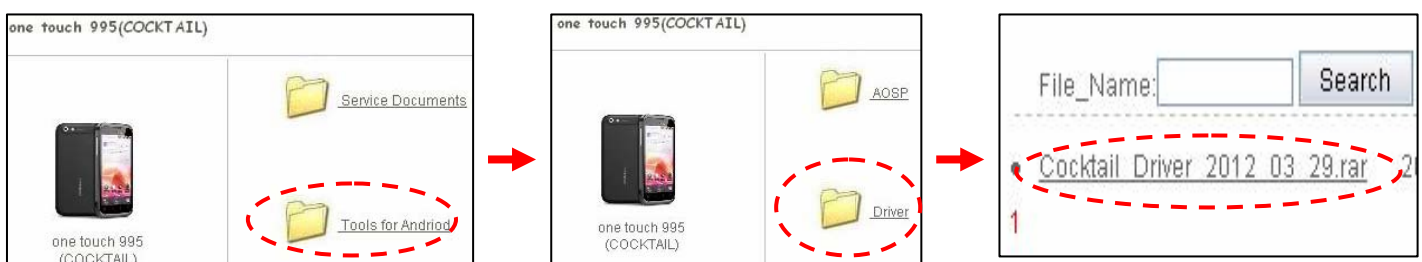 one touch 995(COCKTAIL)
Service Documents
Tools for Andriod
one touch 995
(COCKTAIL)
one touch 995(COCKTAIL)
AOSP
Driver
one touch 995
(COCKTAIL)
File_Name:
Search
Cocktail_Driver_2012_03_29.rar
1